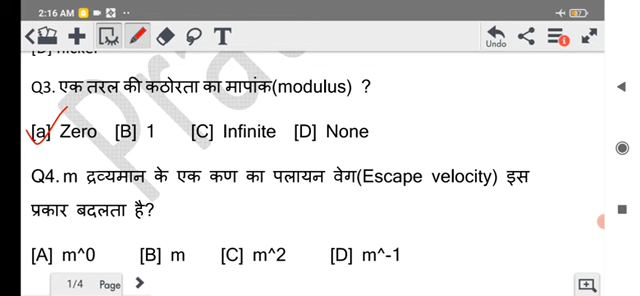 2:16 AM
T
Undo
[D] nickel
Q3. एक तरल की कठोरता का मापांक(modulus) ?
[a] Zero [B] 1 [C] Infinite [D] None
Q4. m द्रव्यमान के एक कण का पलायन वेग(Escape velocity) इस
प्रकार बदलता है?
[A] m^0 [B] m [C] m^2 [D] m^-1
1/4 Page